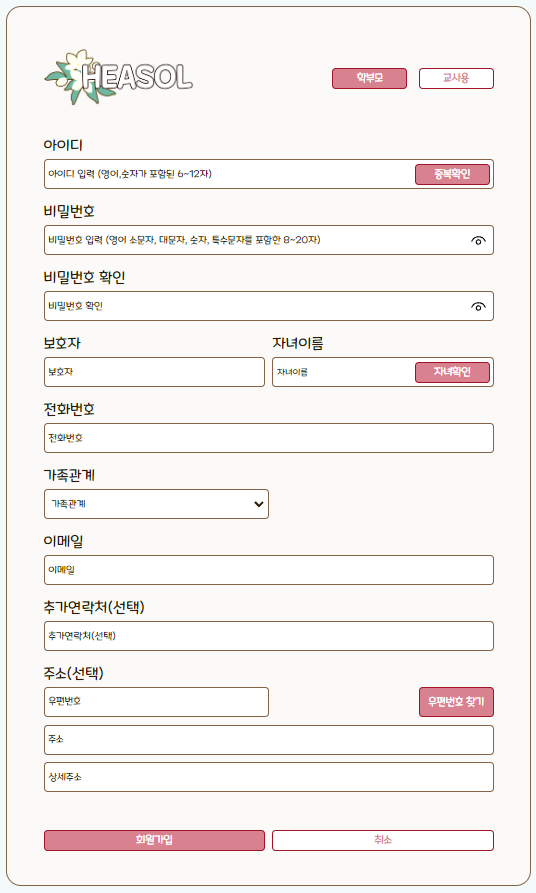 HEASOL
학부모 교사용
아이디
아이디 입력 (영어,숫자가 포함된 6~12자) 중복확인
비밀번호
비밀번호 입력 (영어 소문자, 대문자, 숫자, 특수문자를 포함한 8~20자)
비밀번호 확인
비밀번호 확인
보호자 자녀이름
보호자 자녀이름 자녀확인
전화번호
전화번호
가족관계
가족관계
이메일
이메일
추가연락처(선택)
추가연락처(선택)
주소(선택)
우편번호 우편번호 찾기
주소
상세주소
회원가입 취소